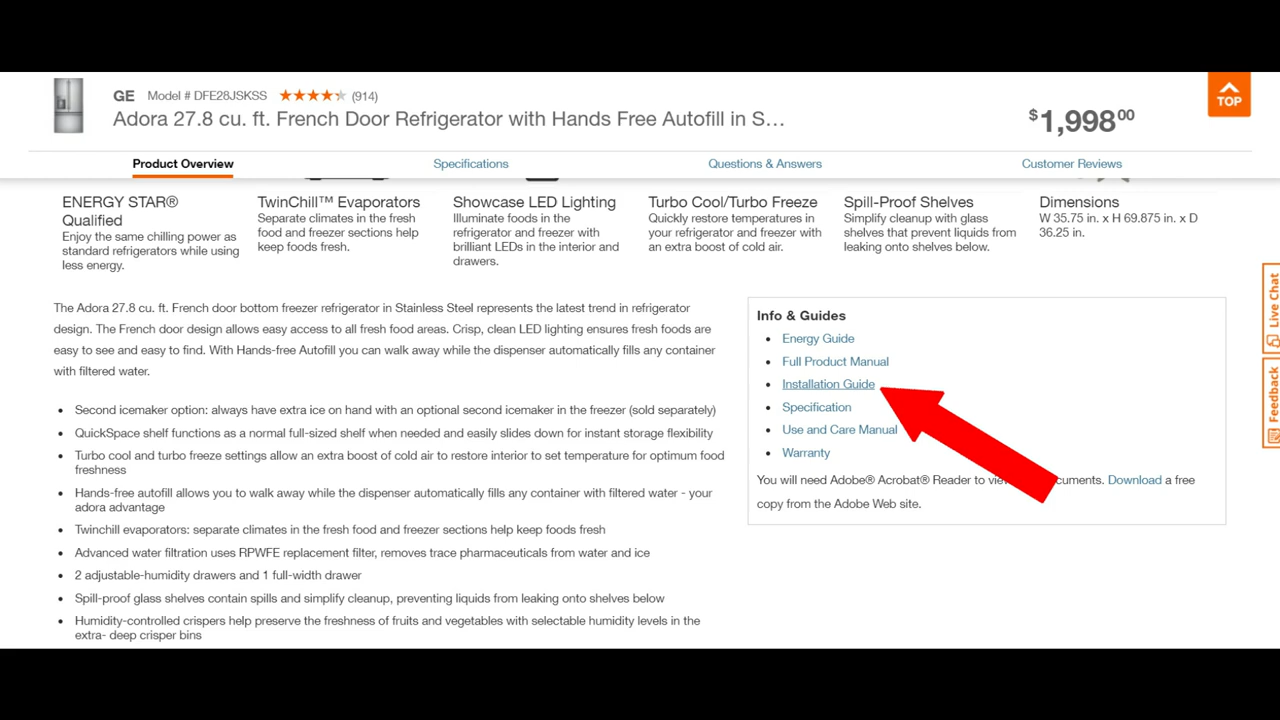 GE Model # DFE28JSKSS (914)
Adora 27.8 cu. ft. French Door Refrigerator with Hands Free Autofill in S...
$1,998 00
TOP
Product Overview Specifications Questions & Answers Customer Reviews
ENERGY STAR®
Qualified
Enjoy the same chilling power as
standard refrigerators while using
less energy.
TwinChill™ Evaporators
Separate climates in the fresh
food and freezer sections help
keep foods fresh.
Showcase LED Lighting
Illuminate foods in the
refrigerator and freezer with
brilliant LEDs in the interior and
drawers.
Turbo Cool/Turbo Freeze
Quickly restore temperatures in
your refrigerator and freezer with
an extra boost of cold air.
Spill-Proof Shelves
Simplify cleanup with glass
shelves that prevent liquids from
leaking onto shelves below.
Dimensions
W 35.75 in. x H 69.875 in. x D
36.25 in.
The Adora 27.8 cu. ft. French door bottom freezer refrigerator in Stainless Steel represents the latest trend in refrigerator
design. The French door design allows easy access to all fresh food areas. Crisp, clean LED lighting ensures fresh foods are
easy to see and easy to find. With Hands-free Autofill you can walk away while the dispenser automatically fills any container
with filtered water.
• Second icemaker option: always have extra ice on hand with an optional second icemaker in the freezer (sold separately)
• QuickSpace shelf functions as a normal full-sized shelf when needed and easily slides down for instant storage flexibility
• Turbo cool and turbo freeze settings allow an extra boost of cold air to restore interior to set temperature for optimum food
freshness
• Hands-free autofill allows you to walk away while the dispenser automatically fills any container with filtered water - your
adora advantage
• Twinchill evaporators: separate climates in the fresh food and freezer sections help keep foods fresh
• Advanced water filtration uses RPWFE replacement filter, removes trace pharmaceuticals from water and ice
• 2 adjustable-humidity drawers and 1 full-width drawer
• Spill-proof glass shelves contain spills and simplify cleanup, preventing liquids from leaking onto shelves below
• Humidity-controlled crispers help preserve the freshness of fruits and vegetables with selectable humidity levels in the
extra- deep crisper bins
Info & Guides
• Energy Guide
• Full Product Manual
• Installation Guide
• Specification
• Use and Care Manual
• Warranty
You will need Adobe® Acrobat® Reader to Download a free
copy from the Adobe Web site.
Live Chat
Feedback